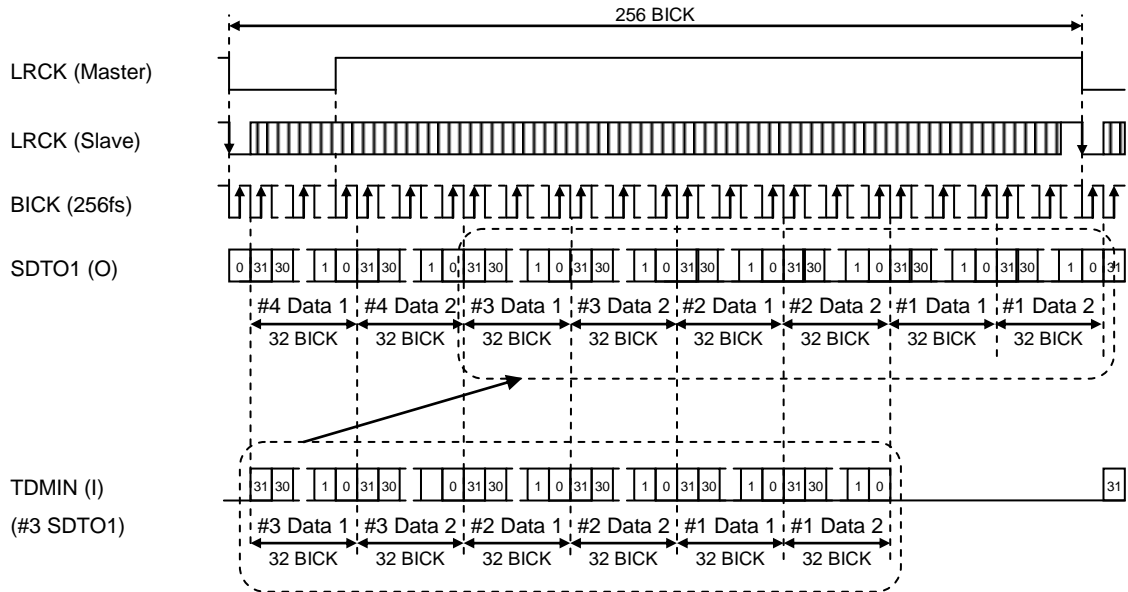 256 BICK
LRCK (Master)
LRCK (Slave)
BICK (256fs)
SDTO1 (O) 0 31 30 1 0 31 30 1 0 31 30 1 0 31 30 1 0 31 30 1 0 31 30 1 0 31 30 1 0 31 30 1 0 31
#4 Data 1 #4 Data 2 #3 Data 1 #3 Data 2 #2 Data 1 #2 Data 2 #1 Data 1 #1 Data 2
32 BICK 32 BICK 32 BICK 32 BICK 32 BICK 32 BICK 32 BICK 32 BICK
TDMIN (I) 31 30 1 0 31 30 0 31 30 1 0 31 30 1 0 31 30 1 0 31 30 1 0 31
(#3 SDTO1) #3 Data 1 #3 Data 2 #2 Data 1 #2 Data 2 #1 Data 1 #1 Data 2
32 BICK 32 BICK 32 BICK 32 BICK 32 BICK 32 BICK